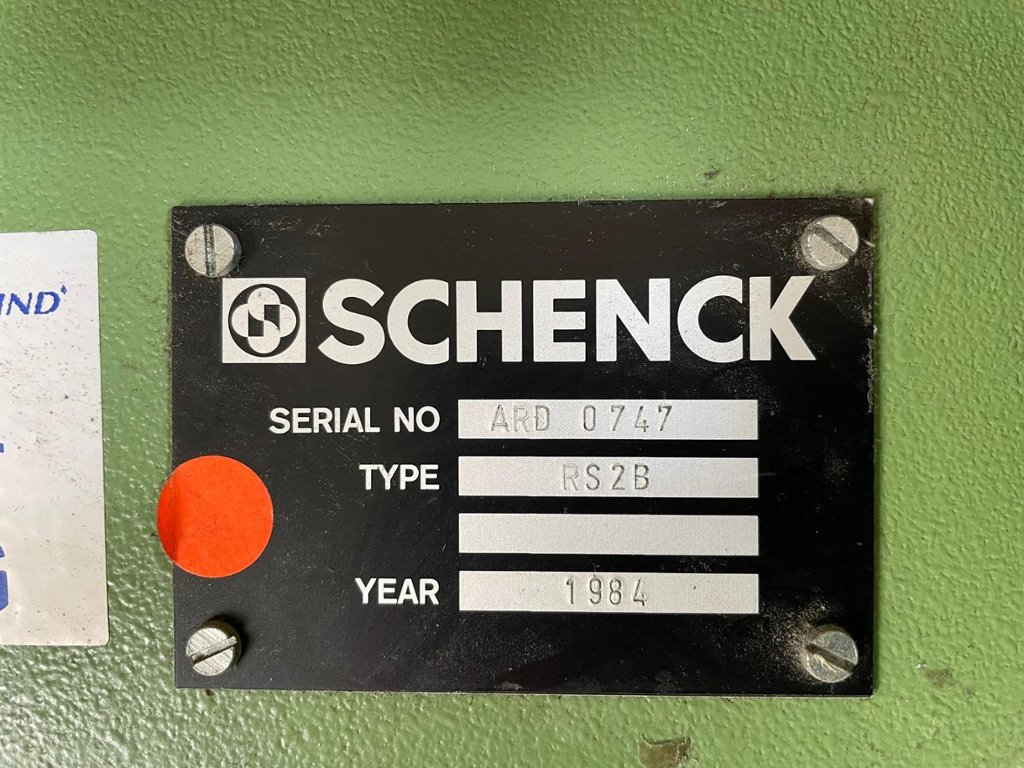 IND'
SCHENCK
SERIAL NO ARD 0747
TYPE RS2B
YEAR 1984